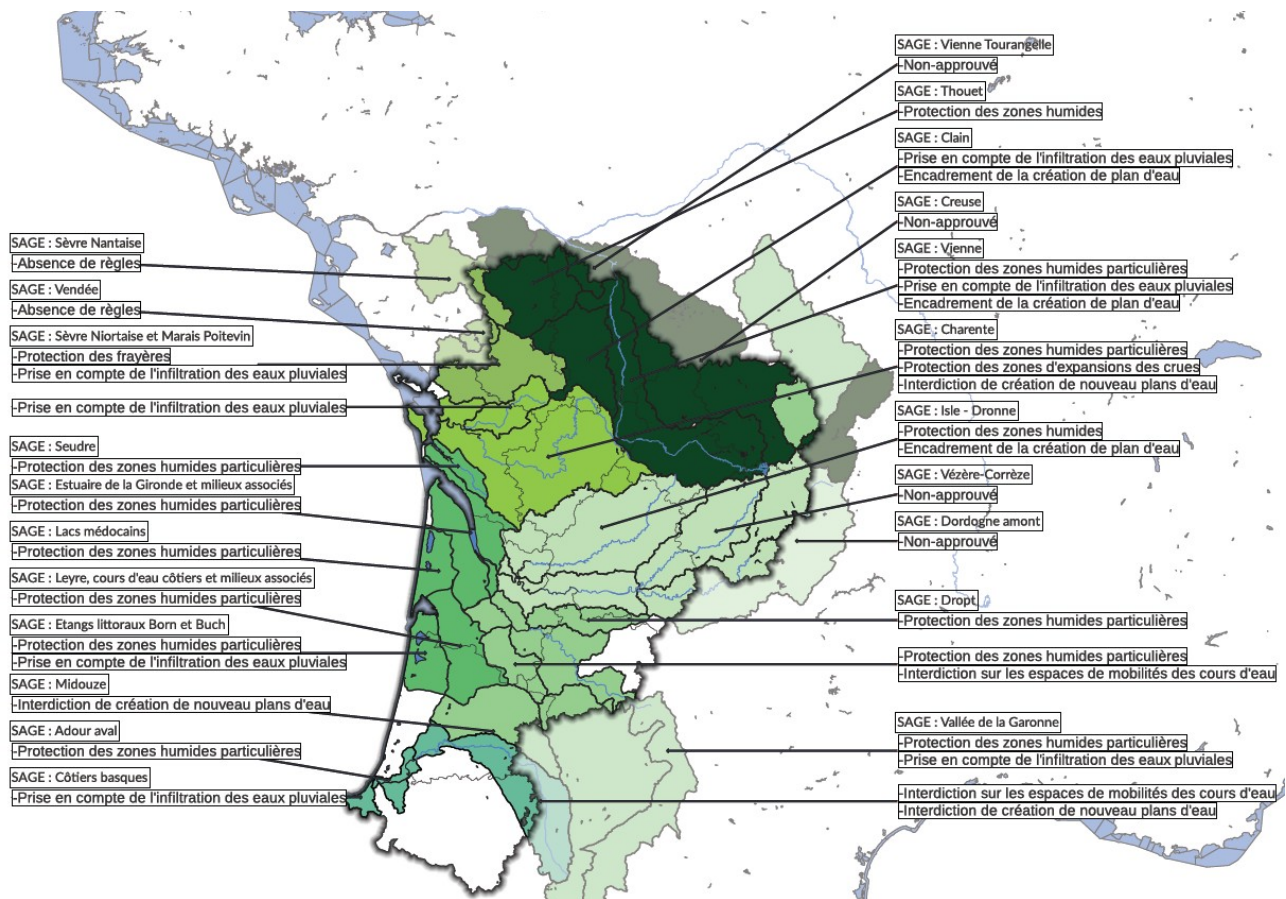 SAGE : Sèvre Nantaise
-Absence de règles
SAGE : Vendée
-Absence de règles
SAGE : Sèvre Niortaise et Marais Poitevin
-Protection des frayères
-Prise en compte de l'infiltration des eaux pluviales
-Prise en compte de l'infiltration des eaux pluviales
SAGE : Seudre
-Protection des zones humides particulières
SAGE : Estuaire de la Gironde et milieux associés
-Protection des zones humides particulières
SAGE : Lacs médocains
-Protection des zones humides particulières
SAGE : Leyre, cours d'eau côtiers et milieux associés
-Protection des zones humides particulières
SAGE : Etangs littoraux Born et Buch
-Protection des zones humides particulières
-Prise en compte de l'infiltration des eaux pluviales
SAGE : Midouze
-Interdiction de création de nouveau plans d'eau
SAGE : Adour aval
-Protection des zones humides particulières
SAGE : Côtiers basques
-Prise en compte de l'infiltration des eaux pluviales
SAGE : Vienne Tourangelle
-Non-approuvé
SAGE : Thouet
-Protection des zones humides
SAGE : Clain
-Prise en compte de l'infiltration des eaux pluviales
-Encadrement de la création de plan d'eau
SAGE : Creuse
-Non-approuvé
SAGE : Vienne
-Protection des zones humides particulières
-Prise en compte de l'infiltration des eaux pluviales
-Encadrement de la création de plan d'eau
SAGE : Charente
-Protection des zones humides particulières
-Protection des zones d'expansions des crues
-Interdiction de création de nouveau plans d'eau
SAGE : Isle - Dronne
-Protection des zones humides
-Encadrement de la création de plan d'eau
SAGE : Vézère-Corrèze
-Non-approuvé
SAGE : Dordogne amont
-Non-approuvé
SAGE : Dropt
-Protection des zones humides particulières
-Protection des zones humides particulières
-Interdiction sur les espaces de mobilités des cours d'eau
SAGE : Vallée de la Garonne
-Protection des zones humides particulières
-Prise en compte de l'infiltration des eaux pluviales
-Interdiction sur les espaces de mobilités des cours d'eau
-Interdiction de création de nouveau plans d'eau